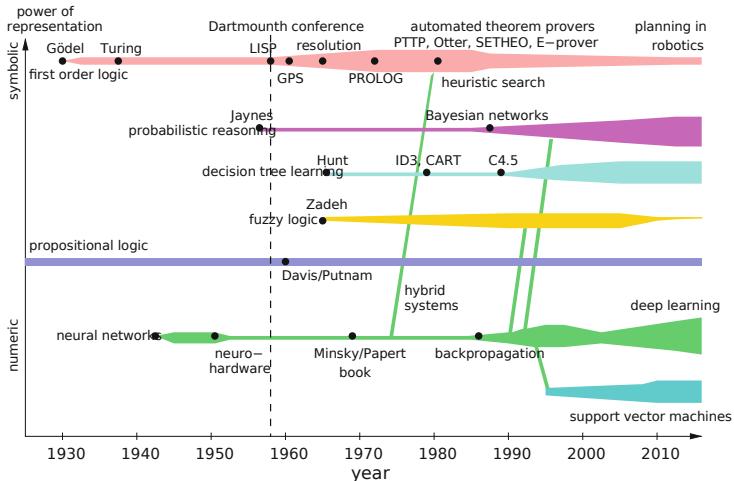 power of
representation
Dartmouth conference
automated theorem provers
planning in
robotics
Gödel
Turing
LISP
resolution
PTTP, Otter, SETHEO, E−prover
first order logic
GPS
PROLOG
heuristic search
symbolic
Jaynes
Bayesian networks
probabilistic reasoning
Hunt
ID3, CART
C4.5
decision tree learning
Zadeh
fuzzy logic
propositional logic
Davis/Putnam
hybrid
systems
deep learning
numeric
neural networks
neuro−
hardware
Minsky/Papert
book
backpropagation
support vector machines
1930
1940
1950
1960
1970
1980
1990
2000
2010
year